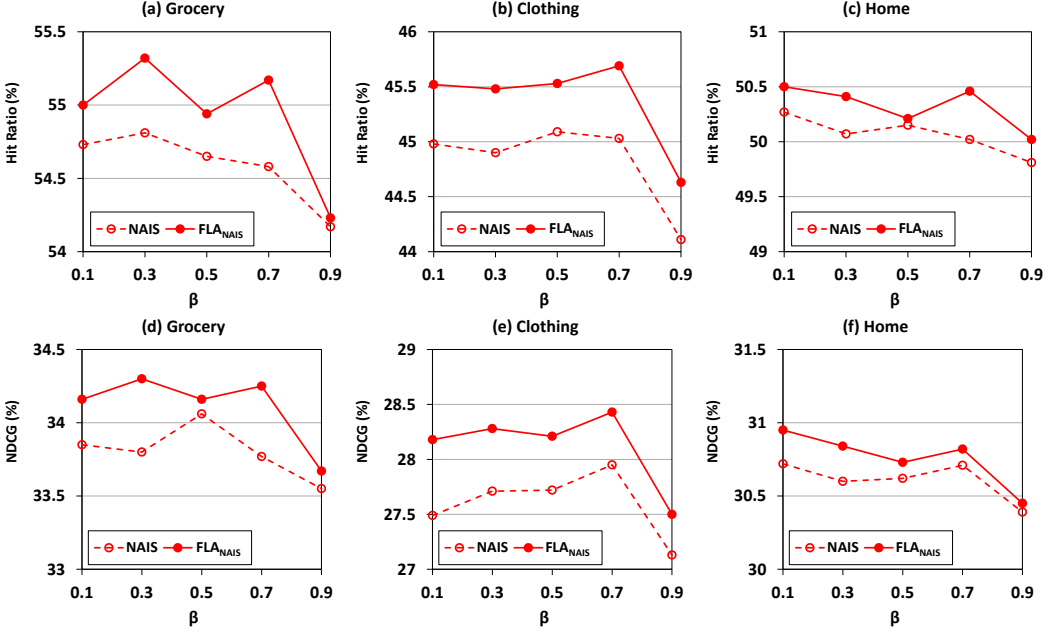 (a) Grocery
(b) Clothing
(c) Home
Hit Ratio (%)
55.5
55
54.5
54
NAIS
FLA_NAIS
0.1 0.3 0.5 0.7 0.9
β
Hit Ratio (%)
46
45.5
45
44.5
44
NAIS
FLA_NAIS
0.1 0.3 0.5 0.7 0.9
β
Hit Ratio (%)
51
50.5
50
49.5
49
NAIS
FLA_NAIS
0.1 0.3 0.5 0.7 0.9
β
(d) Grocery
(e) Clothing
(f) Home
NDCG (%)
34.5
34
33.5
33
NAIS
FLA_NAIS
0.1 0.3 0.5 0.7 0.9
β
NDCG (%)
29
28.5
28
27.5
27
NAIS
FLA_NAIS
0.1 0.3 0.5 0.7 0.9
β
NDCG (%)
31.5
31
30.5
30
NAIS
FLA_NAIS
0.1 0.3 0.5 0.7 0.9
β